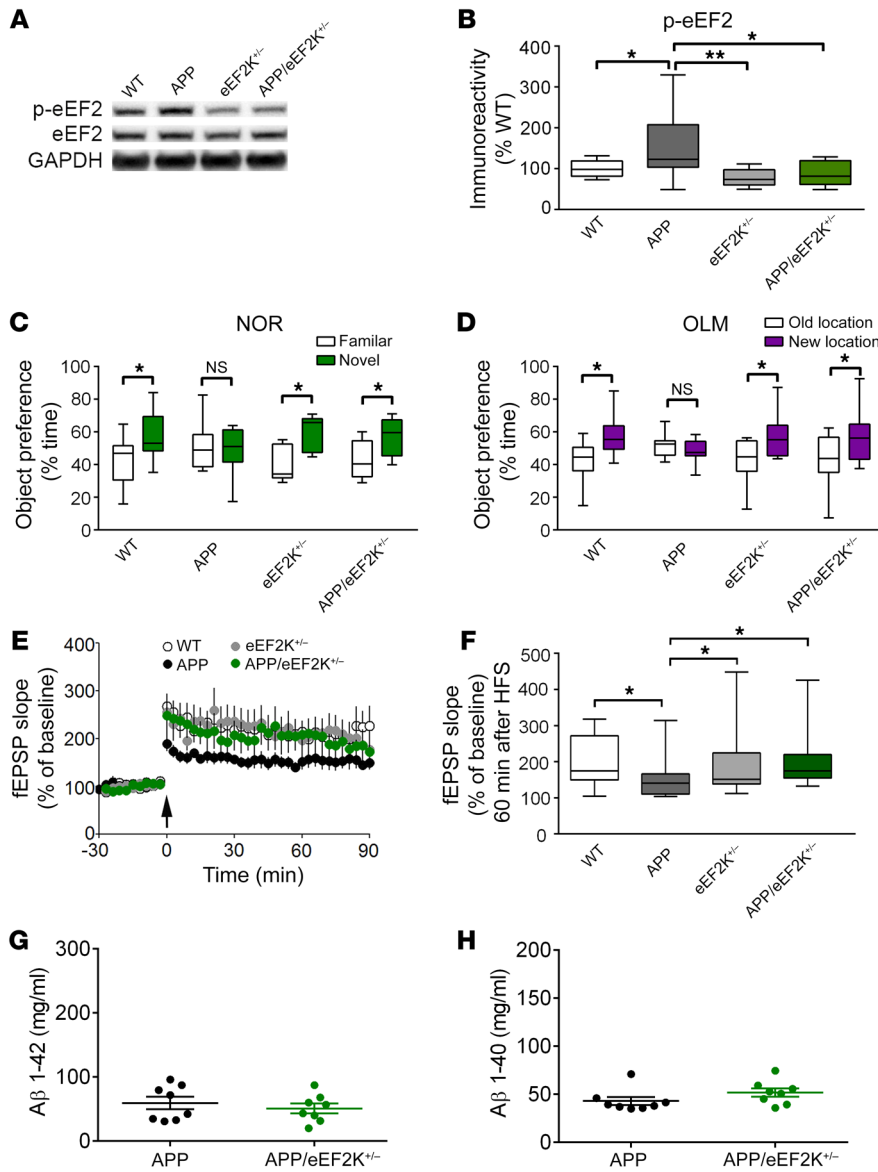 A
WT
APP
eEF2K+/–
APP/eEF2K+/–
p-eEF2
eEF2
GAPDH
B
p-eEF2
Immunoreactivity
(% WT)
400
300
200
150
100
50
0
*
**
*
WT
APP
eEF2K+/–
APP/eEF2K+/–
C
NOR
Familar
Novel
Object preference
(% time)
100
80
60
40
20
0
*
NS
*
*
WT
APP
eEF2K+/–
APP/eEF2K+/–
D
OLM
Old location
New location
Object preference
(% time)
100
80
60
40
20
0
*
NS
*
*
WT
APP
eEF2K+/–
APP/eEF2K+/–
E
WT
eEF2K+/–
APP
APP/eEF2K+/–
fEPSP slope
(% of baseline)
400
300
200
100
0
-30
0
30
60
90
Time (min)
F
fEPSP slope
(% of baseline)
60 min after HFS
500
400
300
200
100
0
*
*
*
WT
APP
eEF2K+/–
APP/eEF2K+/–
G
Aβ 1-42 (mg/ml)
300
200
100
0
APP
APP/eEF2K+/–
H
Aβ 1-40 (mg/ml)
200
150
100
50
0
APP
APP/eEF2K+/–